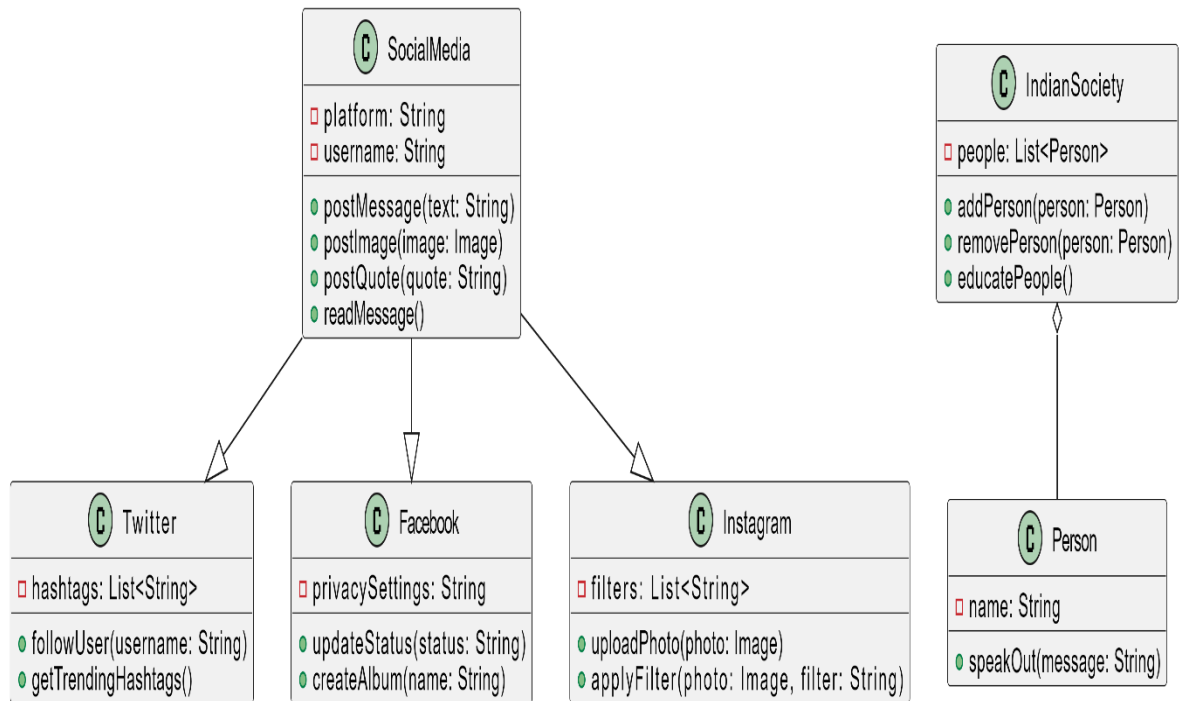 C SocialMedia
platform: String
username: String
postMessage(text: String)
postImage(image: Image)
postQuote(quote: String)
readMessage()
C IndianSociety
people: List<Person>
addPerson(person: Person)
removePerson(person: Person)
educatePeople()
C Twitter
hashtags: List<String>
followUser(username: String)
getTrendingHashtags()
C Facebook
privacySettings: String
updateStatus(status: String)
createAlbum(name: String)
C Instagram
filters: List<String>
uploadPhoto(photo: Image)
applyFilter(photo: Image, filter: String)
C Person
name: String
speakOut(message: String)